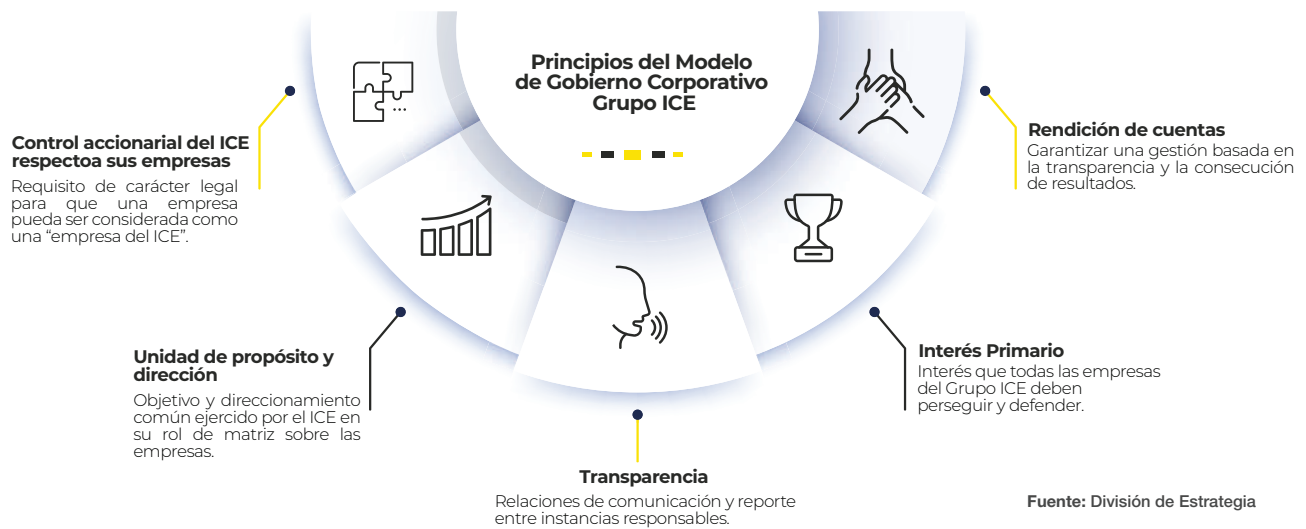 Principios del Modelo
de Gobierno Corporativo
Grupo ICE
Control accionarial del ICE
respectoa sus empresas
Requisito de carácter legal
para que una empresa
pueda ser considerada como
una “empresa del ICE”.
Unidad de propósito y
dirección
Objetivo y direccionamiento
común ejercido por el ICE en
su rol de matriz sobre las
empresas.
Transparencia
Relaciones de comunicación y reporte
entre instancias responsables.
Interés Primario
Interés que todas las empresas
del Grupo ICE deben
perseguir y defender.
Rendición de cuentas
Garantizar una gestión basada en
la transparencia y la consecución
de resultados.
Fuente: División de Estrategia